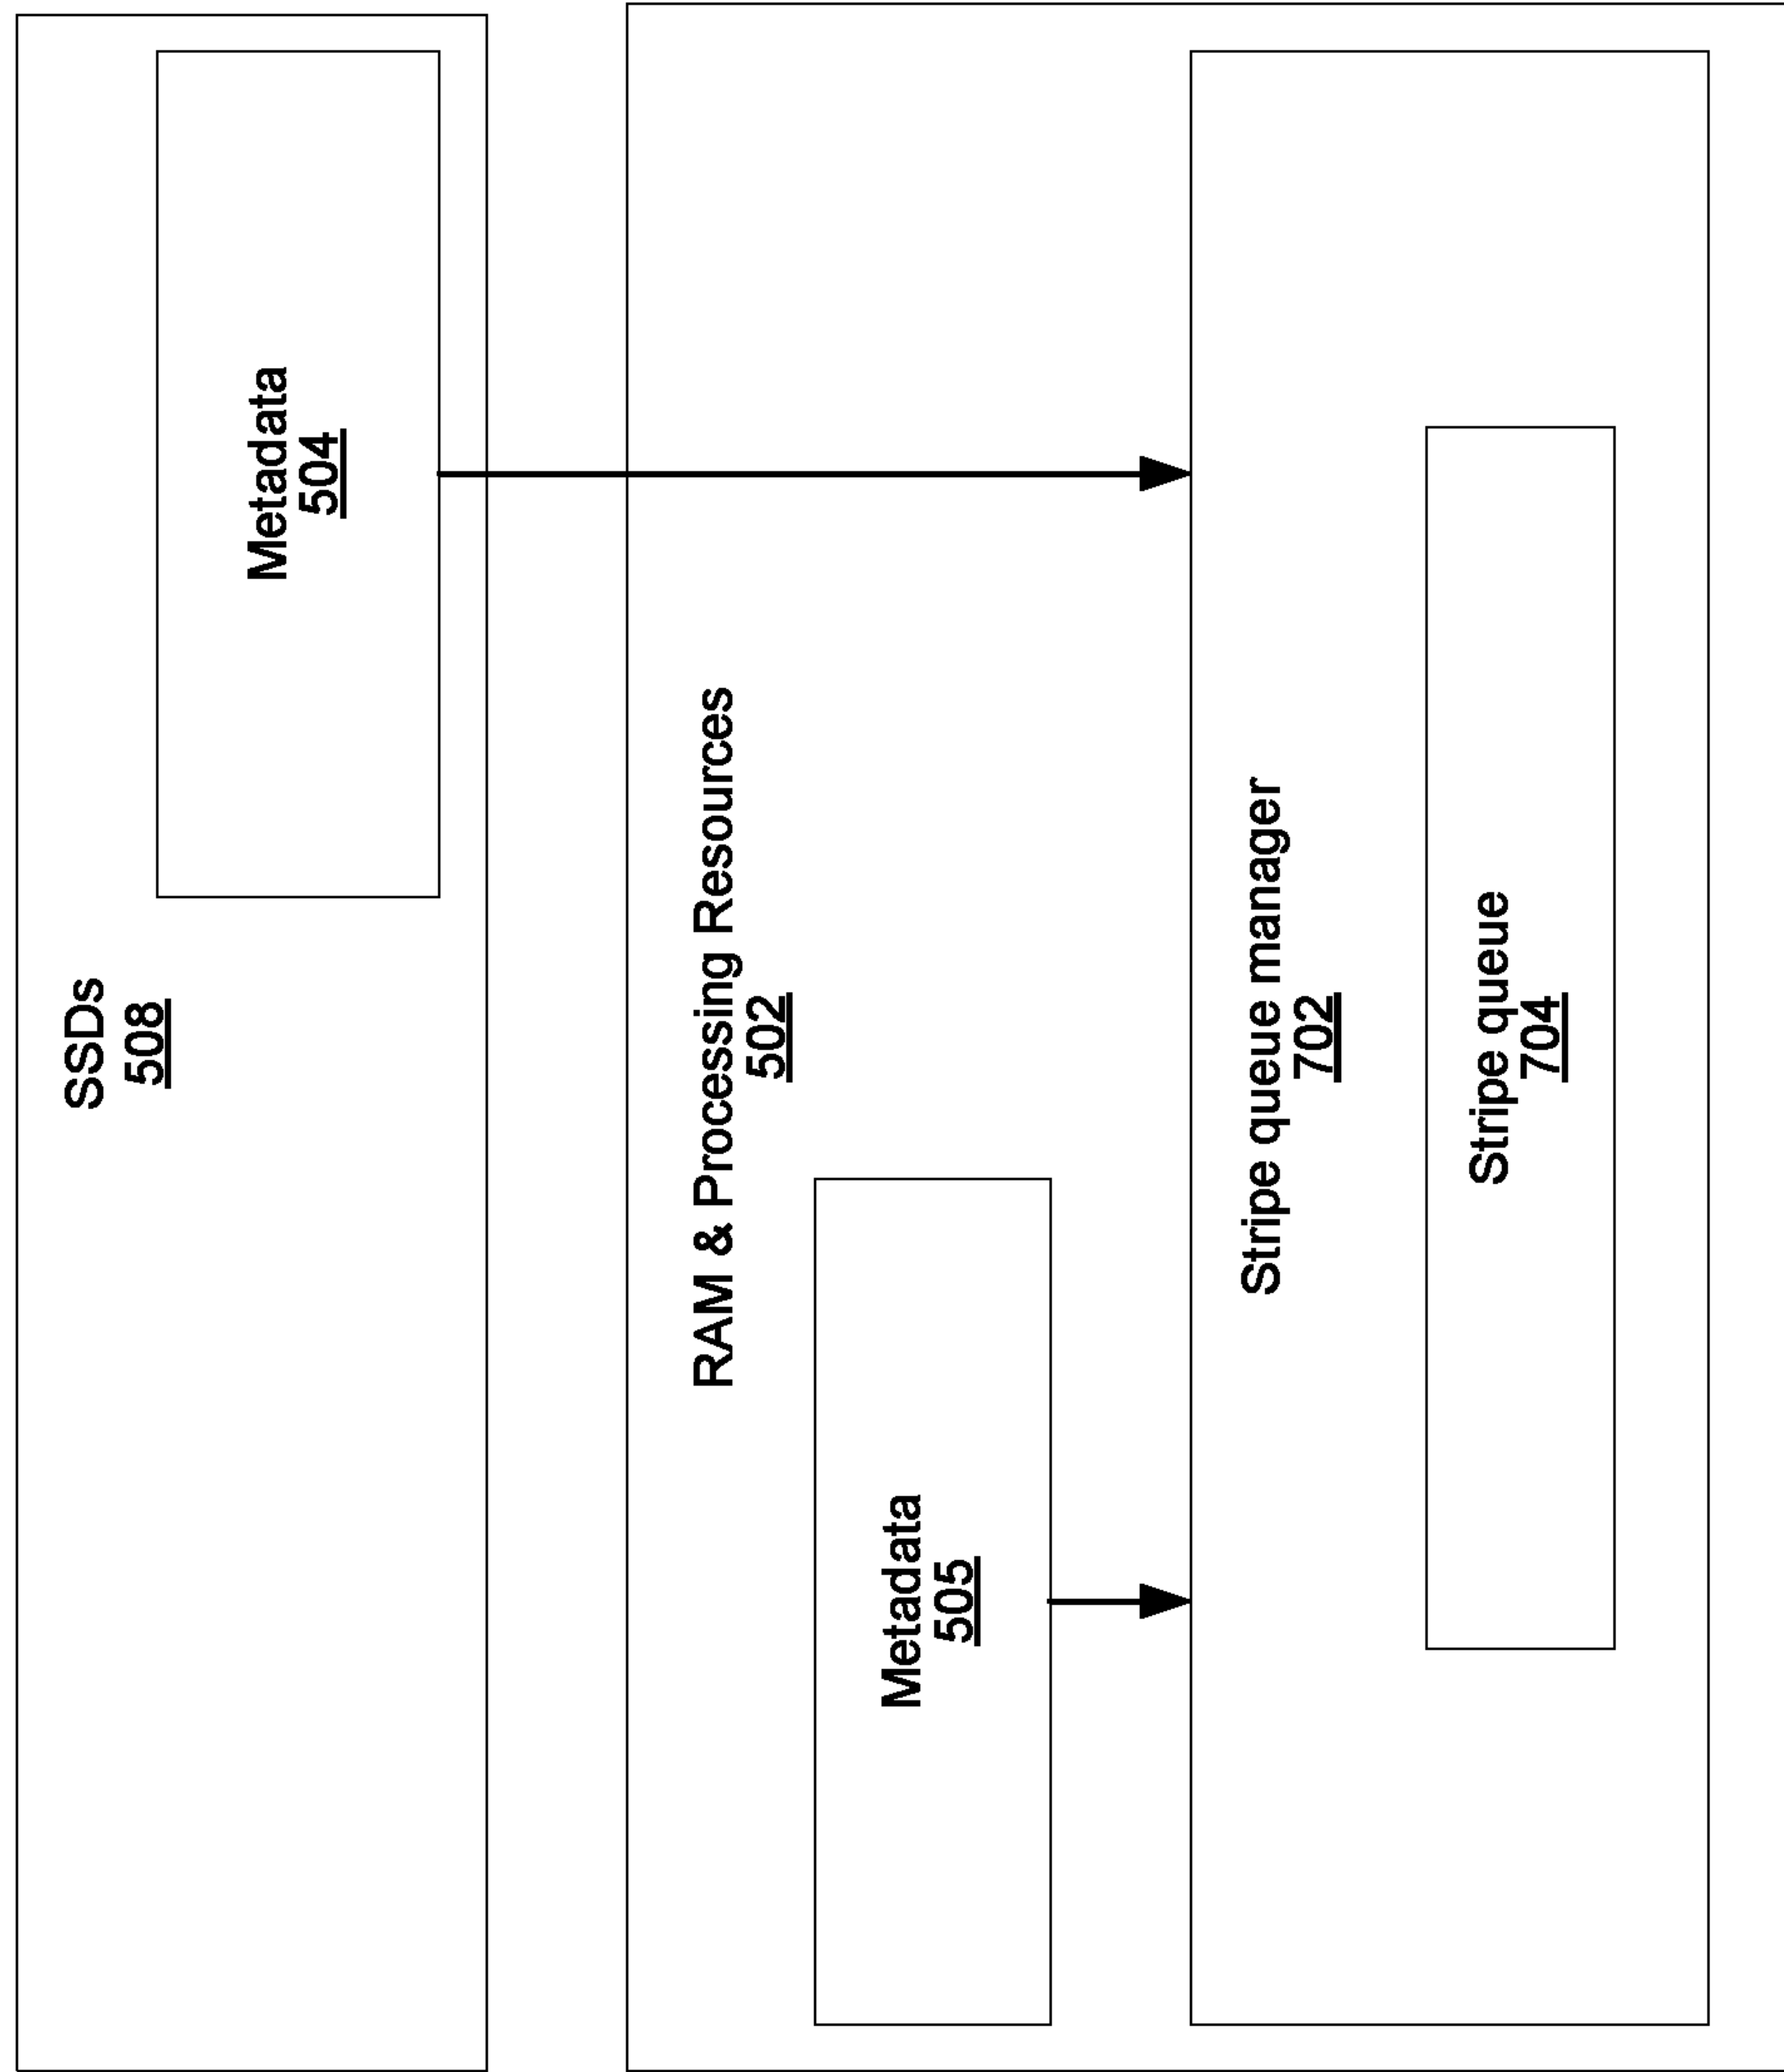 SSDs
508
Metadata
504
RAM & Processing Resources
502
Metadata
505
Stripe queue manager
702
Stripe queue
704